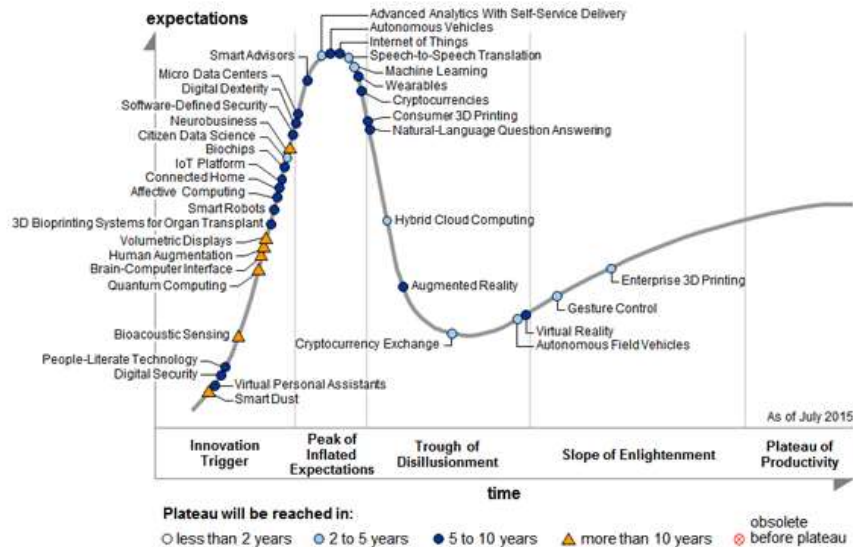 expectations
Advanced Analytics With Self-Service Delivery
Autonomous Vehicles
Internet of Things
Speech-to-Speech Translation
Machine Learning
Wearables
Cryptocurrencies
Consumer 3D Printing
Natural-Language Question Answering
Smart Advisors
Micro Data Centers
Digital Dexterity
Software-Defined Security
Neurobusiness
Citizen Data Science
Biochips
IoT Platform
Connected Home
Affective Computing
Smart Robots
3D Bioprinting Systems for Organ Transplant
Volumetric Displays
Human Augmentation
Brain-Computer Interface
Quantum Computing
Bioacoustic Sensing
People-Literate Technology
Digital Security
Virtual Personal Assistants
Smart Dust
Hybrid Cloud Computing
Augmented Reality
Cryptocurrency Exchange
Enterprise 3D Printing
Gesture Control
Virtual Reality
Autonomous Field Vehicles
As of July 2015
Innovation
Trigger
Peak of
Inflated
Expectations
Trough of
Disillusionment
Slope of Enlightenment
Plateau of
Productivity
time
Plateau will be reached in:
less than 2 years
2 to 5 years
5 to 10 years
more than 10 years
obsolete
before plateau